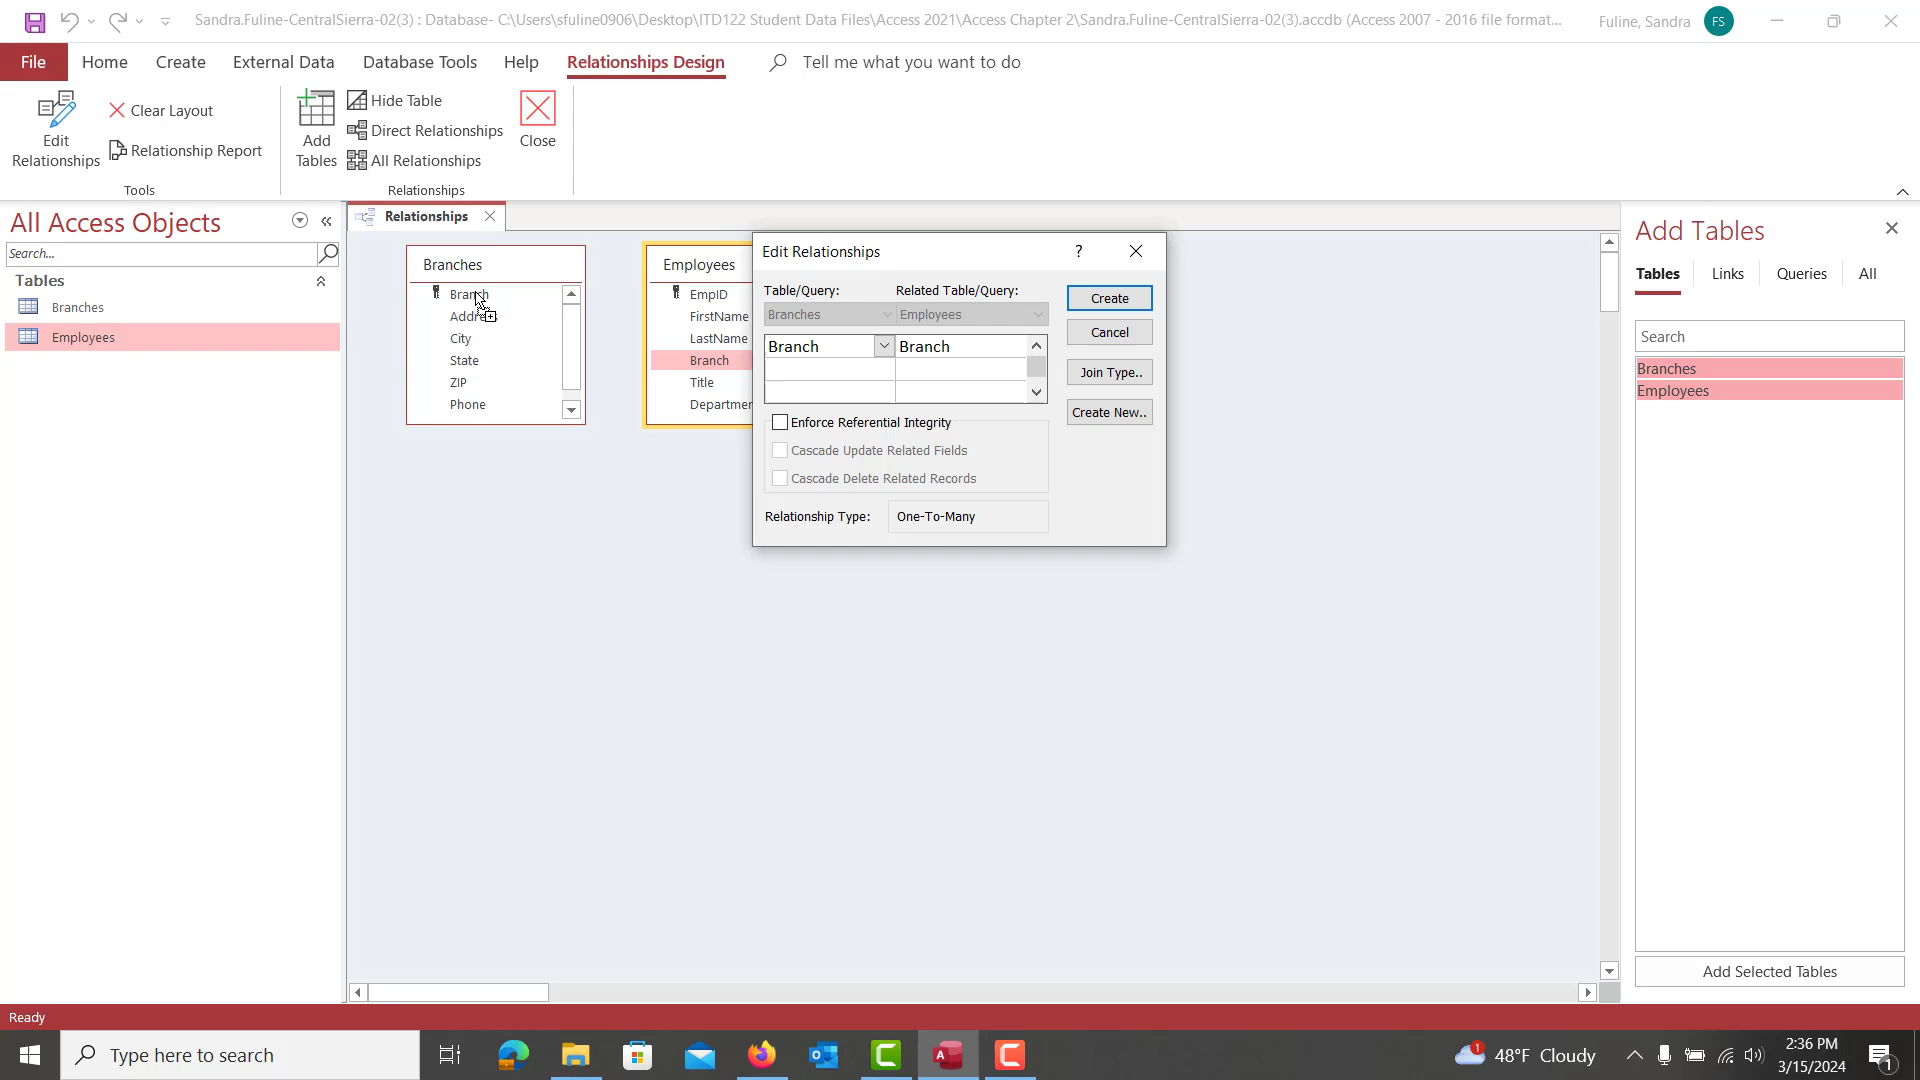 Sandra.Fuline-CentralSierra-02(3) : Database- C:\Users\sfuline0906\Desktop\ITD122 Student Data Files\Access 2021\Access Chapter 2\Sandra.Fuline-CentralSierra-02(3).accdb (Access 2007 - 2016 file format...
Fuline, Sandra
FS
File
Home
Create
External Data
Database Tools
Help
Relationships Design
Tell me what you want to do
Edit
Relationships
Clear Layout
Relationship Report
Tools
Add
Tables
Hide Table
Direct Relationships
All Relationships
Close
Relationships
All Access Objects
Search...
Tables
Branches
Employees
Relationships
Branches
Branch
Address
City
State
ZIP
Phone
Employees
EmpID
FirstName
LastName
Branch
Title
Departmen
Edit Relationships
?
Table/Query:
Related Table/Query:
Branches
Employees
Branch
Branch
Enforce Referential Integrity
Cascade Update Related Fields
Cascade Delete Related Records
Relationship Type:
One-To-Many
Create
Cancel
Join Type..
Create New..
Add Tables
Tables
Links
Queries
All
Search
Branches
Employees
Add Selected Tables
Ready
Type here to search
A
1
48°F Cloudy
2:36 PM
3/15/2024
1